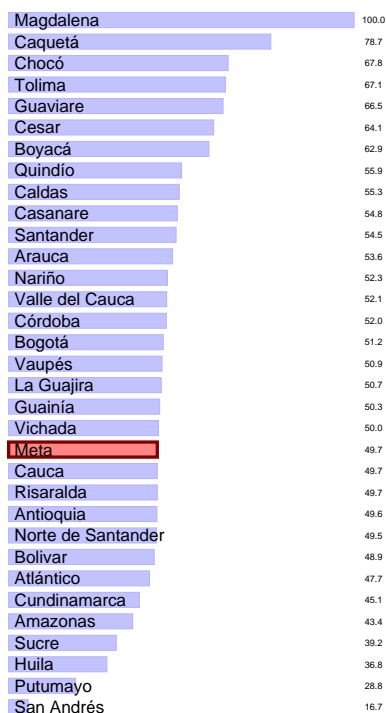 Magdalena 100.0
Caquetá 78.7
Chocó 67.8
Tolima 67.1
Guaviare 66.5
Cesar 64.1
Boyacá 62.9
Quindío 55.9
Caldas 55.3
Casanare 54.8
Santander 54.5
Arauca 53.6
Nariño 52.3
Valle del Cauca 52.1
Córdoba 52.0
Bogotá 51.2
Vaupés 50.9
La Guajira 50.7
Guainía 50.3
Vichada 50.0
Meta 49.7
Cauca 49.7
Risaralda 49.7
Antioquia 49.6
Norte de Santander 49.5
Bolivar 48.9
Atlántico 47.7
Cundinamarca 45.1
Amazonas 43.4
Sucre 39.2
Huila 36.8
Putumayo 28.8
San Andrés 16.7